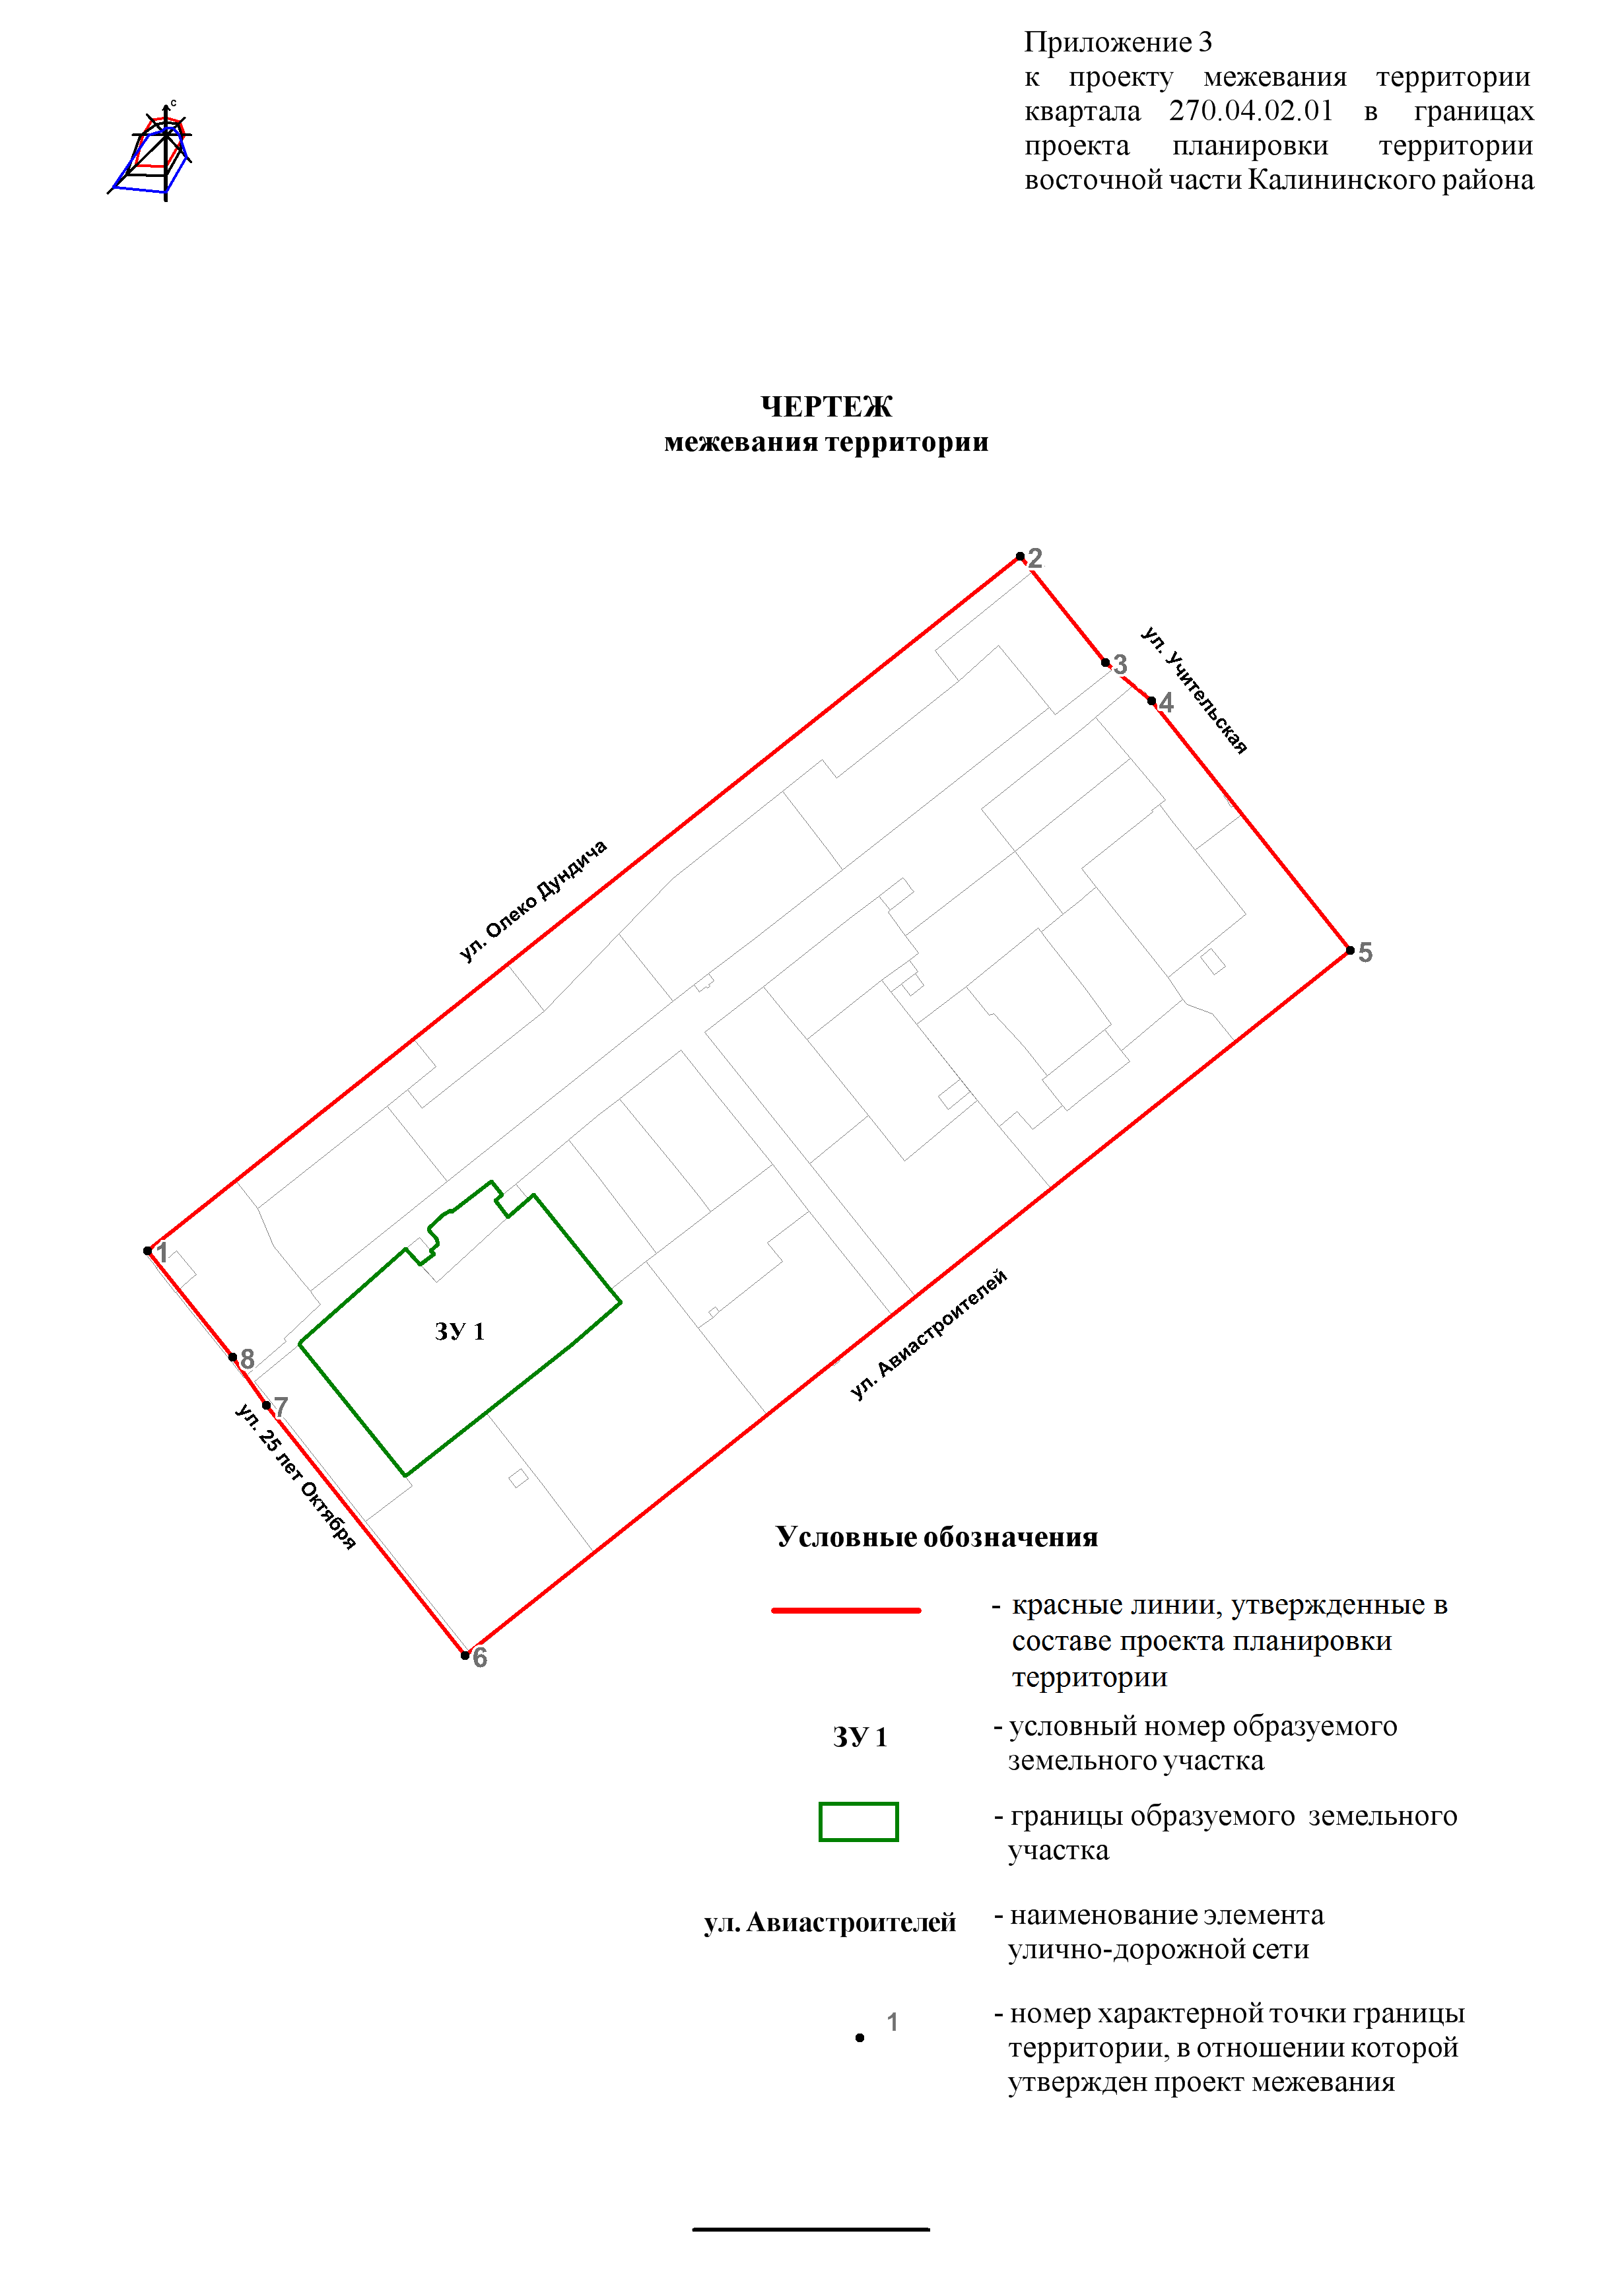 Приложение 3
к проекту межевания территории
квартала 270.04.02.01 в границах
проекта планировки территории
восточной части Калининского района
с
ЧЕРТЕЖ
межевания территории
2
3
ул. Учительская
4
ул. Олеко Дундича
5
1
ул. Авиастроителей
ЗУ 1
8
7
ул. 25 лет Октября
6
Условные обозначения
- красные линии, утвержденные в
составе проекта планировки
территории
ЗУ 1
- условный номер образуемого
земельного участка
- границы образуемого земельного
участка
ул. Авиастроителей
- наименование элемента
улично-дорожной сети
1
- номер характерной точки границы
территории, в отношении которой
утвержден проект межевания